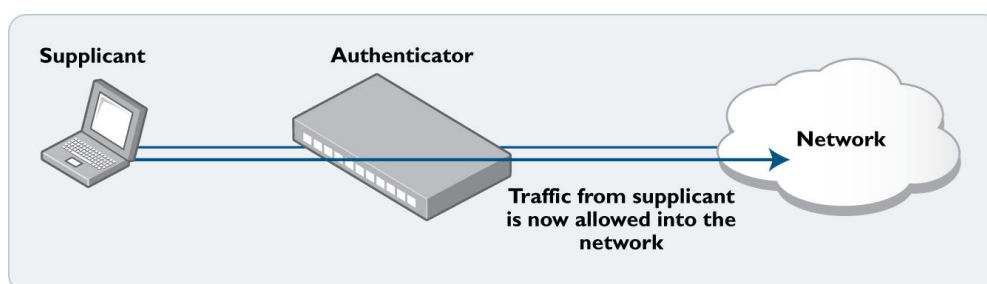 Supplicant
Authenticator
Network
Traffic from supplicant
is now allowed into the
network